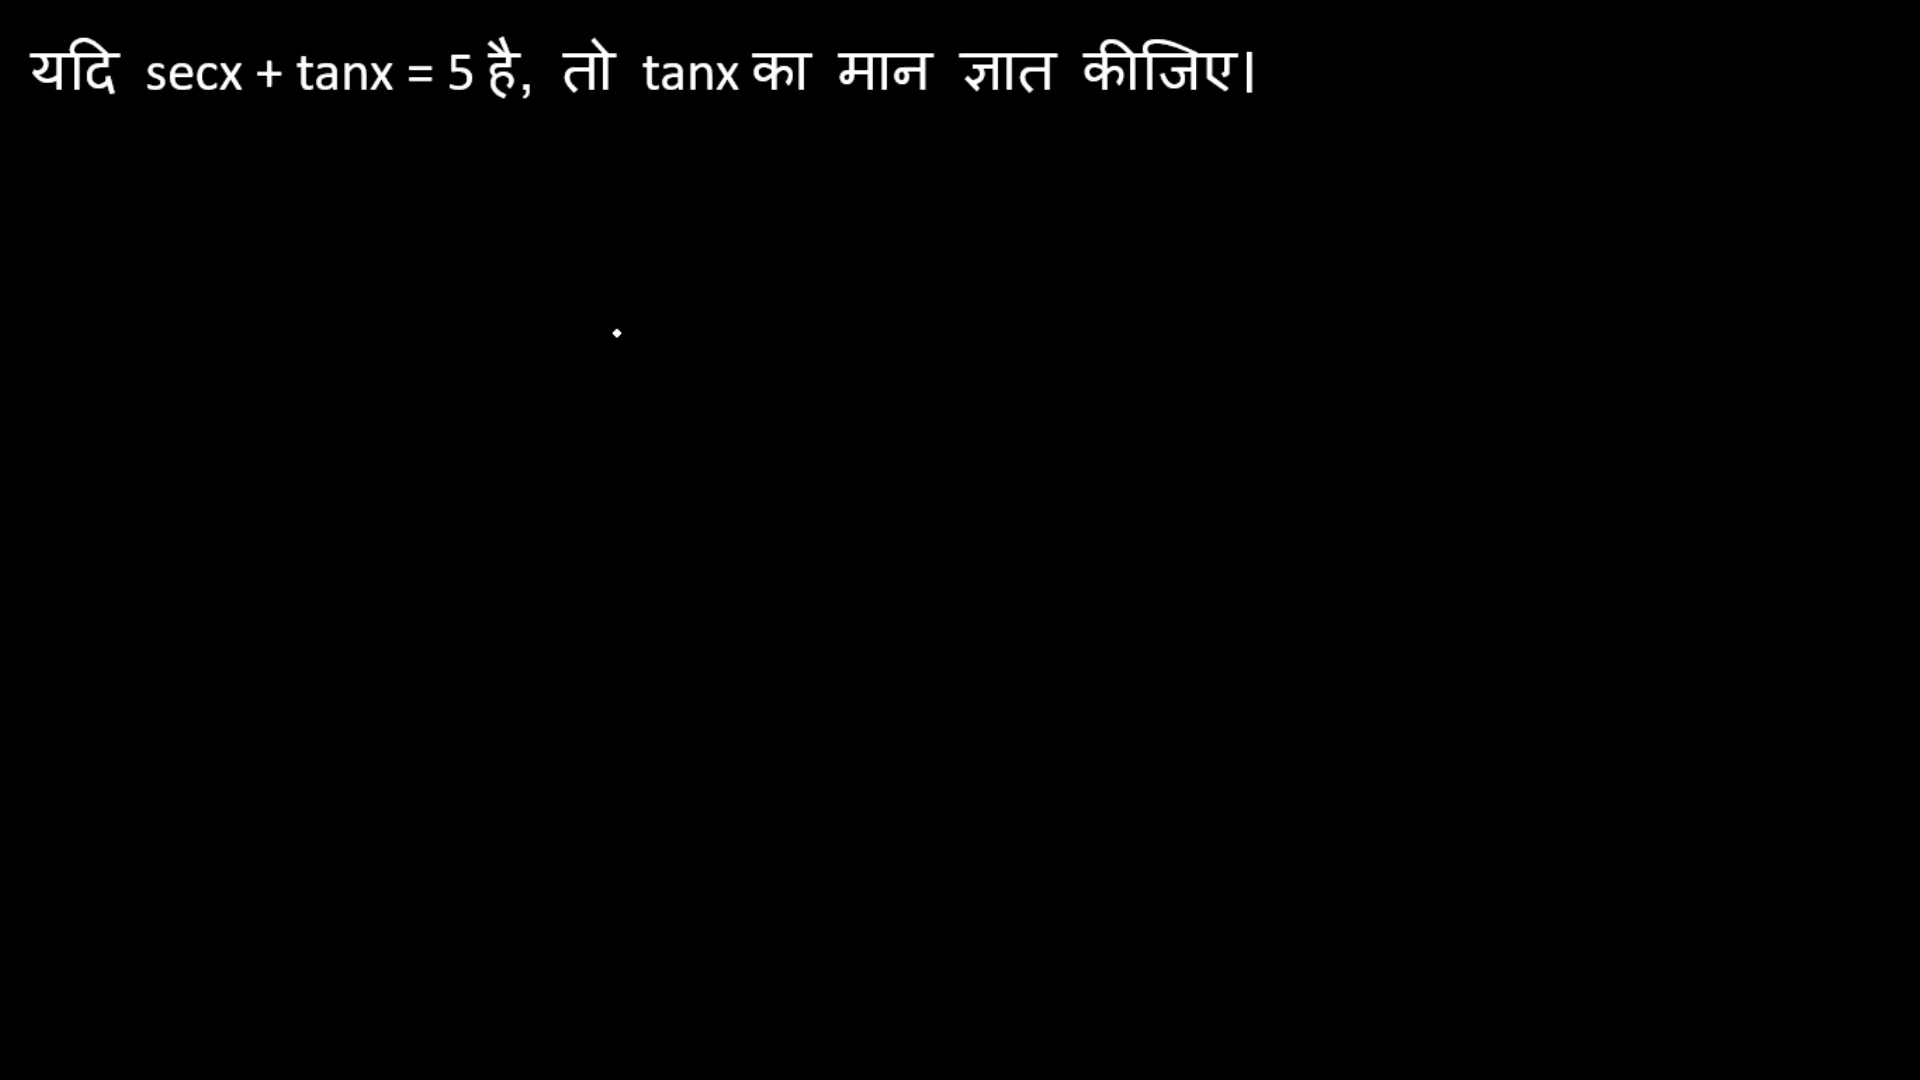 यदि secx + tanx = 5 है, तो tanx का मान ज्ञात कीजिए।